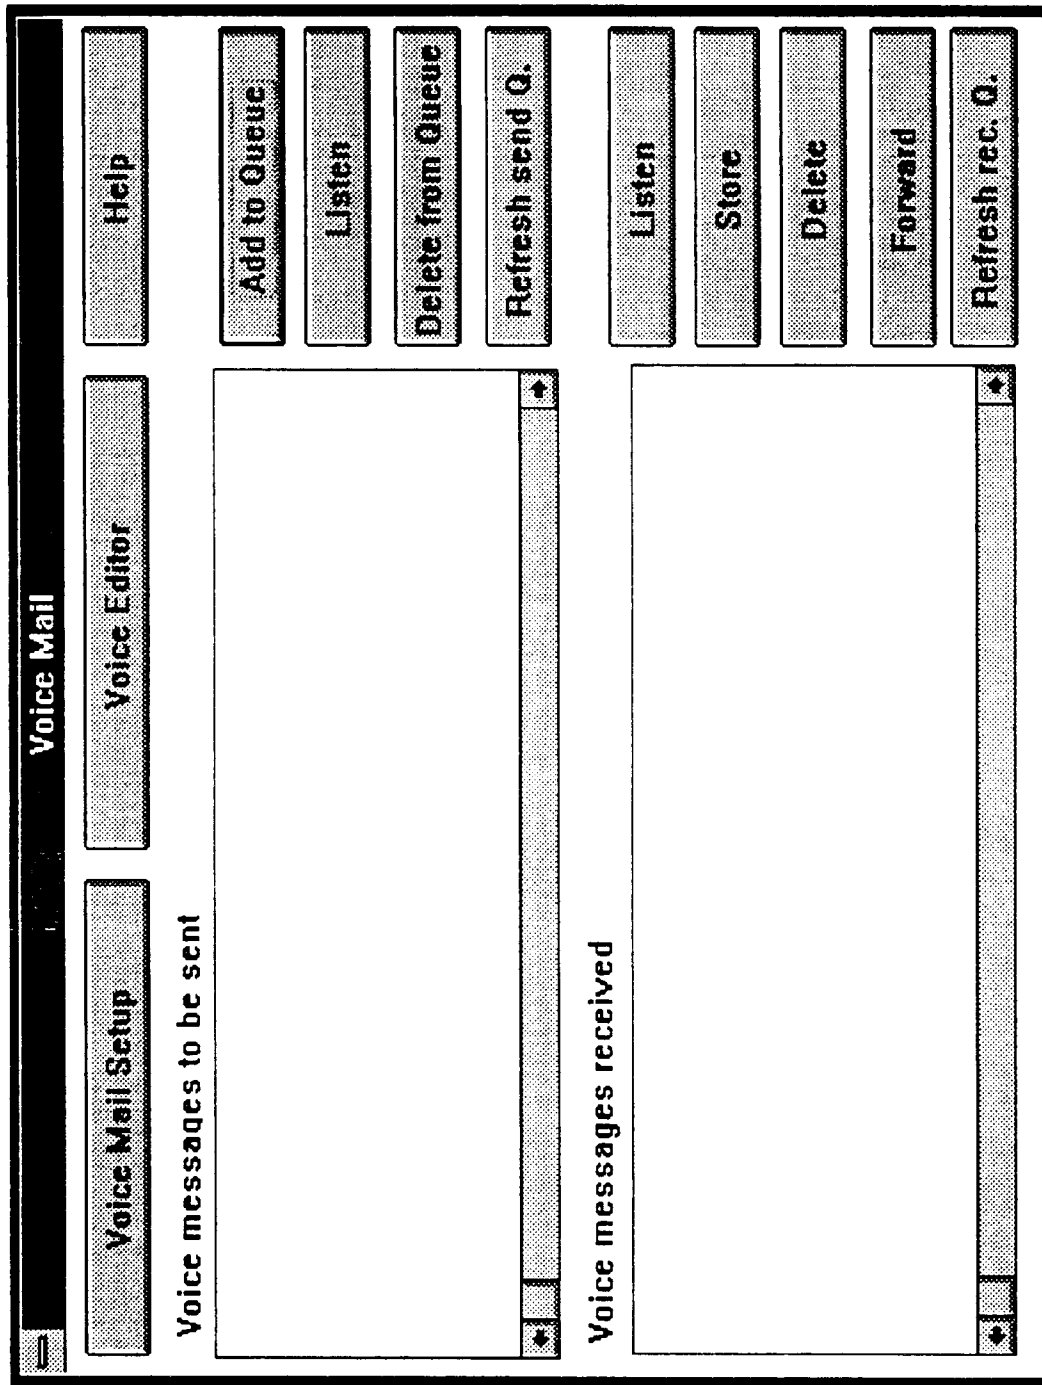 Voice Mail
Voice Mail Setup
Voice Editor
Help
Voice messages to be sent
Add to Queue
Listen
Delete from Queue
Refresh send Q.
Voice messages received
Listen
Store
Delete
Forward
Refresh rec. Q.